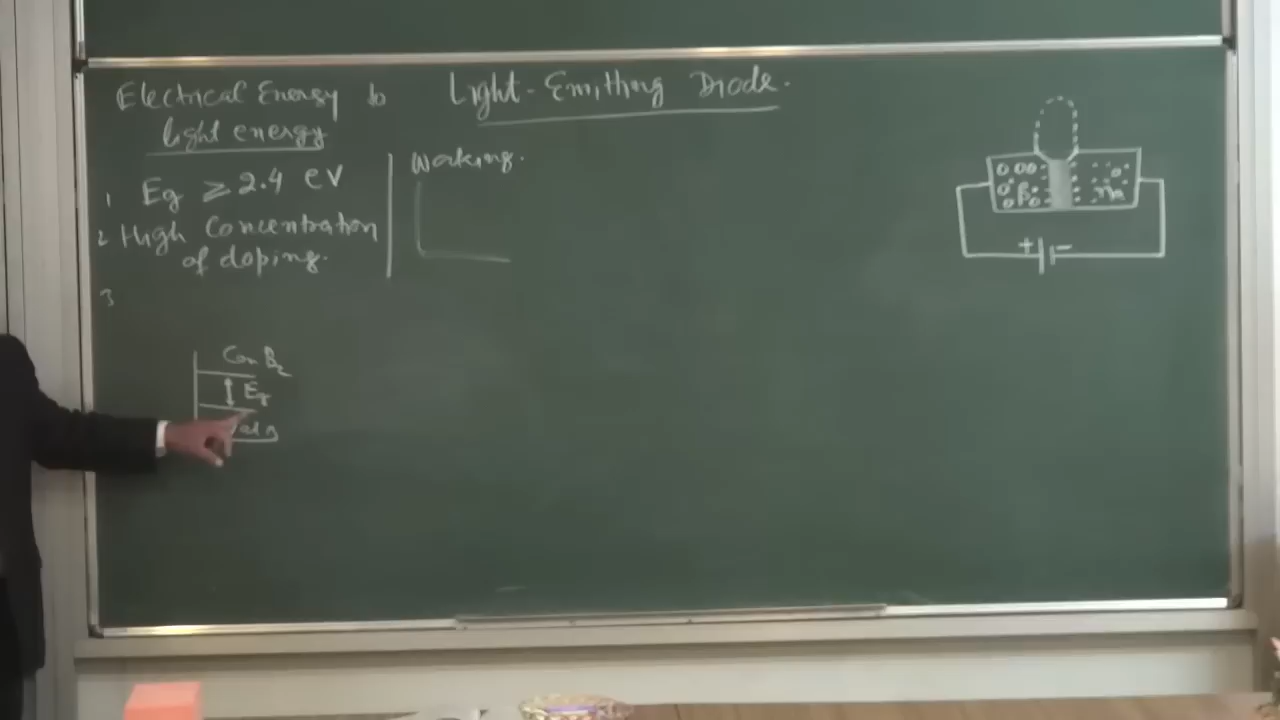 Light-Emitting Diode.
Electrical Energy to
light energy
1 Eg ≥ 2.4 eV
2 High Concentration
of doping.
3
Working.
Con B
Eg
Val B
P
n
+ -